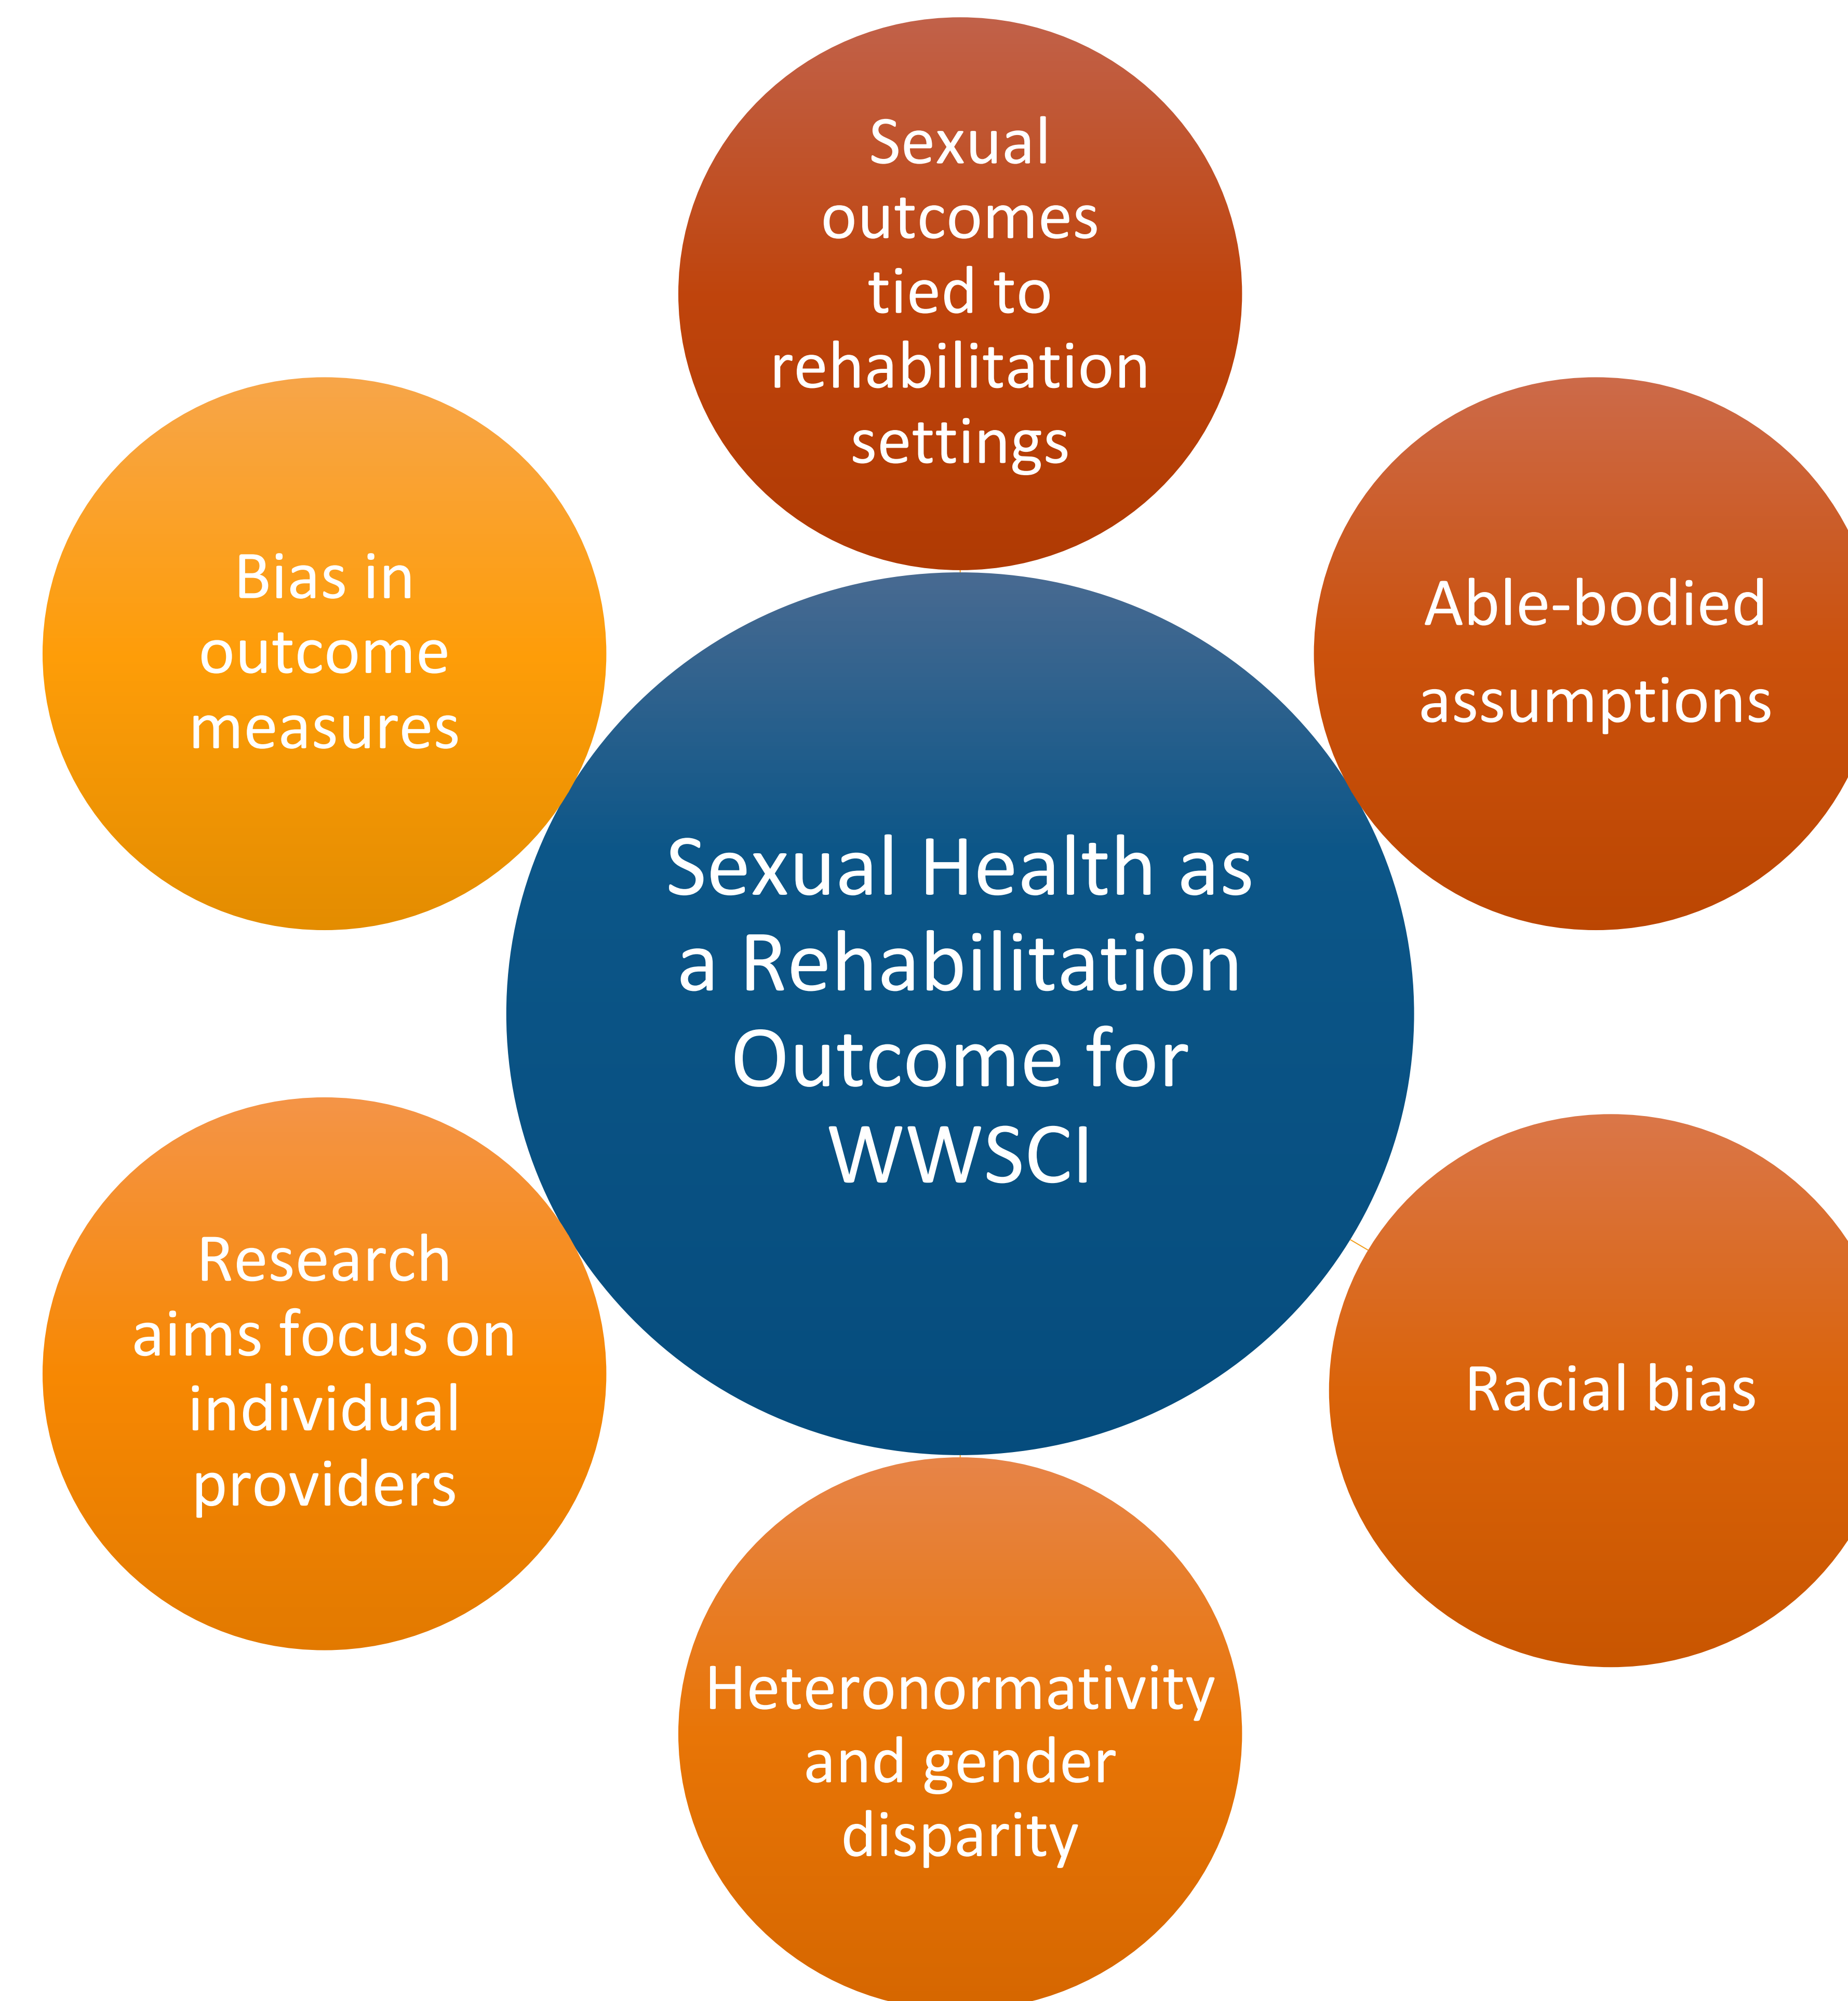 Sexual
outcomes
tied to
rehabilitation
settings
Able-bodied
assumptions
Racial bias
Heteronormativity
and gender
disparity
Research
aims focus on
individual
providers
Bias in
outcome
measures
Sexual Health as
a Rehabilitation
Outcome for
WWSCI